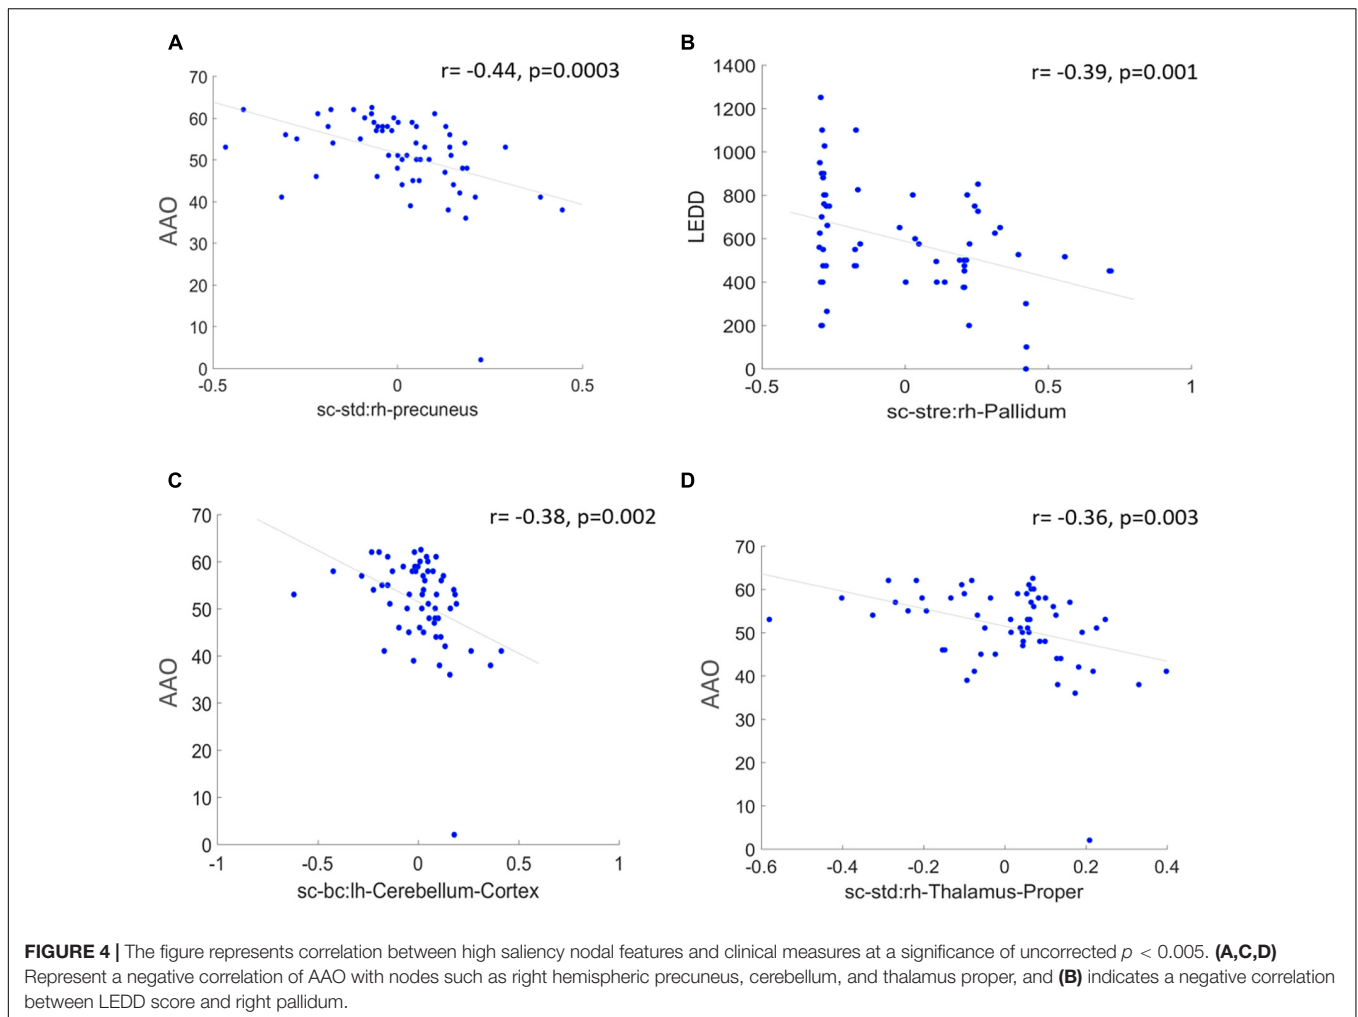 A
r= -0.44, p=0.0003
70
60
50
40
30
20
10
0
AAO
-0.5
0
0.5
sc-std:rh-precuneus
B
r= -0.39, p=0.001
1400
1200
1000
800
600
400
200
0
LEDD
-0.5
0
0.5
1
sc-stre:rh-Pallidum
C
r= -0.38, p=0.002
70
60
50
40
30
20
10
0
AAO
-1
-0.5
0
0.5
1
sc-bc:lh-Cerebellum-Cortex
D
r= -0.36, p=0.003
70
60
50
40
30
20
10
0
AAO
-0.6
-0.4
-0.2
0
0.2
0.4
sc-std:rh-Thalamus-Proper
FIGURE 4 | The figure represents correlation between high saliency nodal features and clinical measures at a significance of uncorrected p < 0.005. (A,C,D)
Represent a negative correlation of AAO with nodes such as right hemispheric precuneus, cerebellum, and thalamus proper, and (B) indicates a negative correlation
between LEDD score and right pallidum.